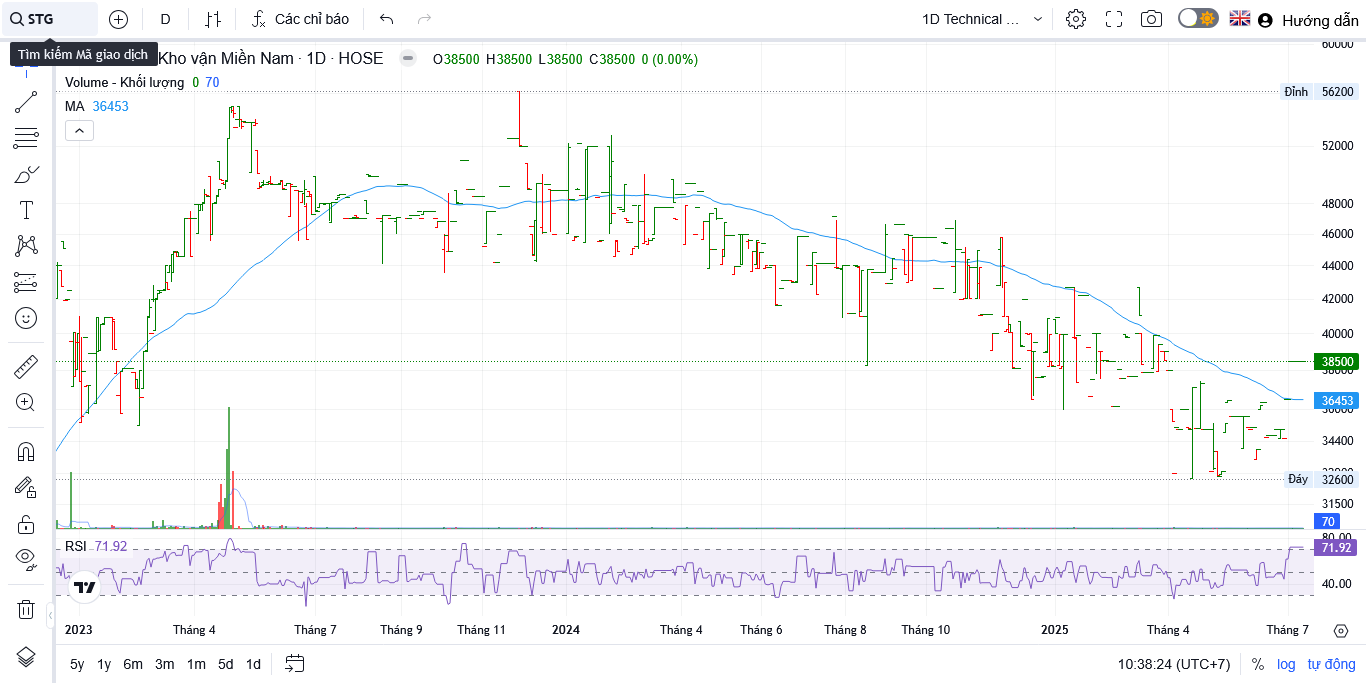 STG
D
Các chỉ báo
1D Technical ...
Hướng dẫn
Tìm kiếm Mã giao dịch
Kho vận Miền Nam · 1D · HOSE
O38500 H38500 L38500 C38500 0 (0.00%)
Volume - Khối lượng 0 70
MA 36453
60000
Đỉnh 56200
52000
48000
46000
44000
42000
40000
38500
38000
36453
36000
34400
Đáy 32600
31500
70
RSI 71.92
80.00
71.92
40.00
2023 Tháng 4 Tháng 7 Tháng 9 Tháng 11 2024 Tháng 4 Tháng 6 Tháng 8 Tháng 10 2025 Tháng 4 Tháng 7
5y 1y 6m 3m 1m 5d 1d
10:38:24 (UTC+7) % log tự động